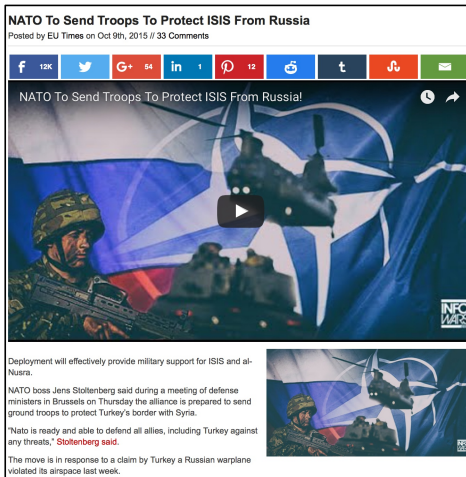 NATO To Send Troops To Protect ISIS From Russia
Posted by EU Times on Oct 9th, 2015 // 33 Comments
12K
G+ 54
in 1
12
t
NATO To Send Troops To Protect ISIS From Russia!
INFO
WARS
Deployment will effectively provide military support for ISIS and al-
Nusra.
NATO boss Jens Stoltenberg said during a meeting of defense
ministers in Brussels on Thursday the alliance is prepared to send
ground troops to protect Turkey's border with Syria.
"Nato is ready and able to defend all allies, including Turkey against
any threats," Stoltenberg said.
The move is in response to a claim by Turkey a Russian warplane
violated its airspace last week.